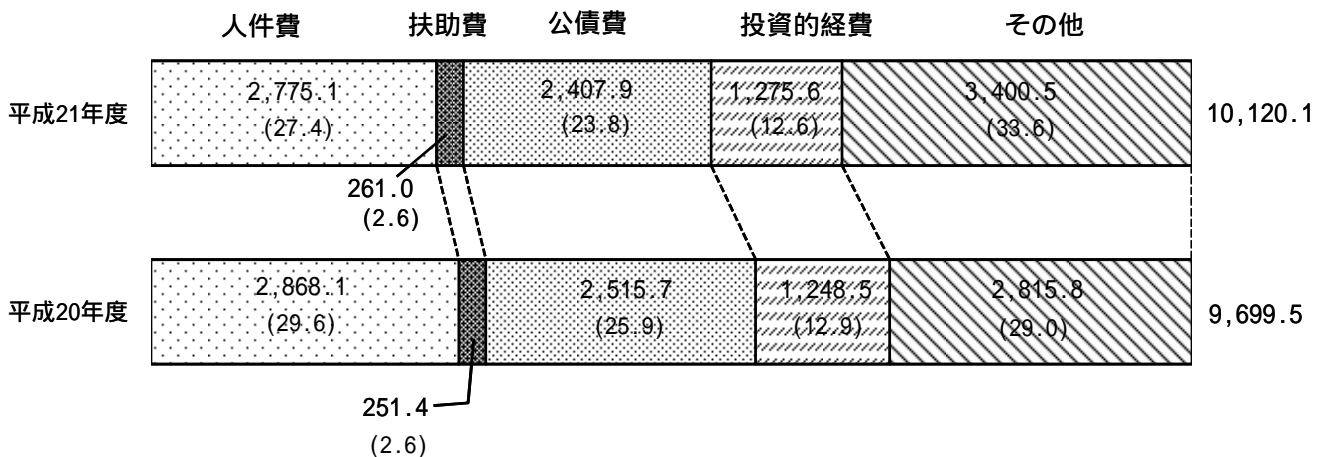 人件費 扶助費 公債費 投資的経費 その他
平成21年度 2,775.1 2,407.9 1,275.6 3,400.5 10,120.1
(27.4) (23.8) (12.6) (33.6)
261.0
(2.6)
平成20年度 2,868.1 2,515.7 1,248.5 2,815.8 9,699.5
(29.6) (25.9) (12.9) (29.0)
251.4
(2.6)